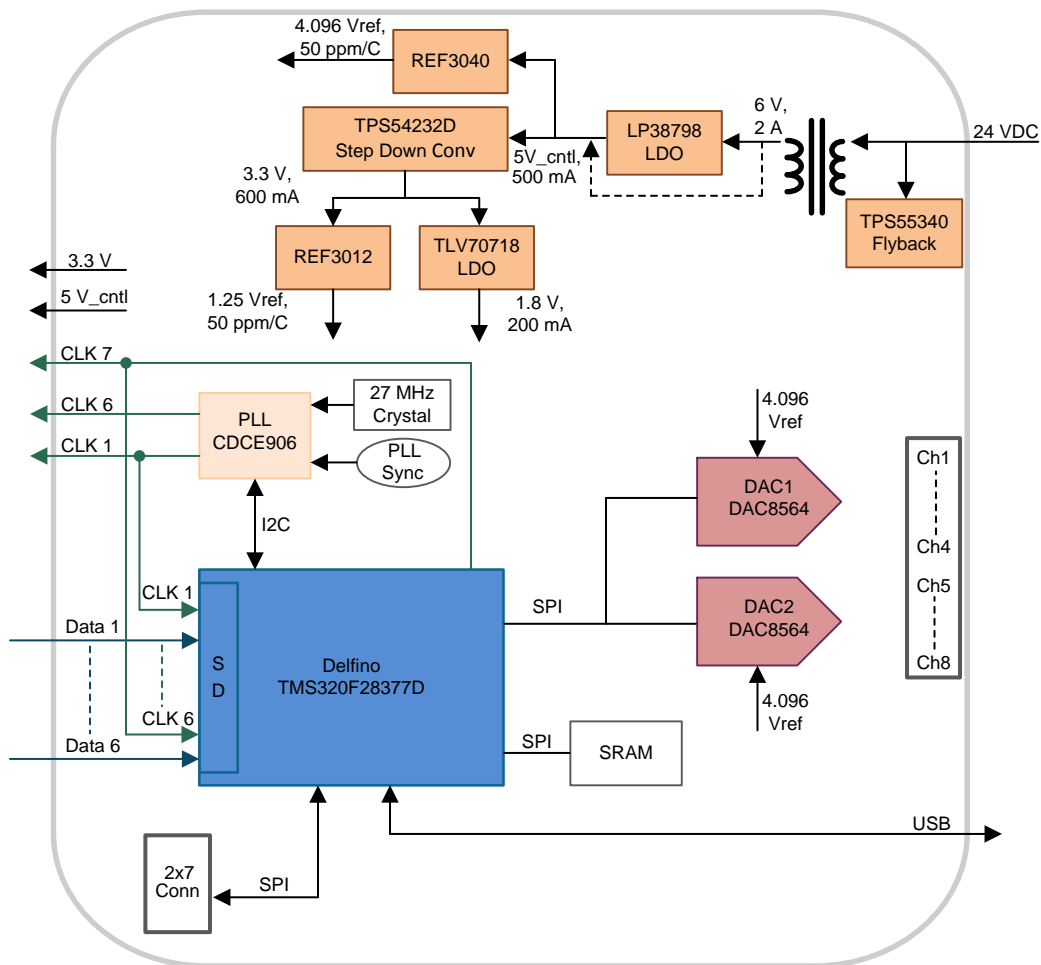 4.096 Vref,
50 ppm/C
REF3040
TPS54232D
Step Down Conv
5V_cntl,
500 mA
LP38798
LDO
6 V,
2 A
24 VDC
TPS55340
Flyback
3.3 V,
600 mA
REF3012
TLV70718
LDO
1.25 Vref,
50 ppm/C
1.8 V,
200 mA
3.3 V
5 V_cntl
CLK 7
CLK 6
CLK 1
PLL
CDCE906
27 MHz
Crystal
PLL
Sync
I2C
4.096
Vref
DAC1
DAC8564
Ch1
Ch4
Ch5
Ch8
DAC2
DAC8564
4.096
Vref
SPI
CLK 1
Data 1
S
D
Delfino
TMS320F28377D
CLK 6
Data 6
SPI
SRAM
USB
2x7
Conn
SPI